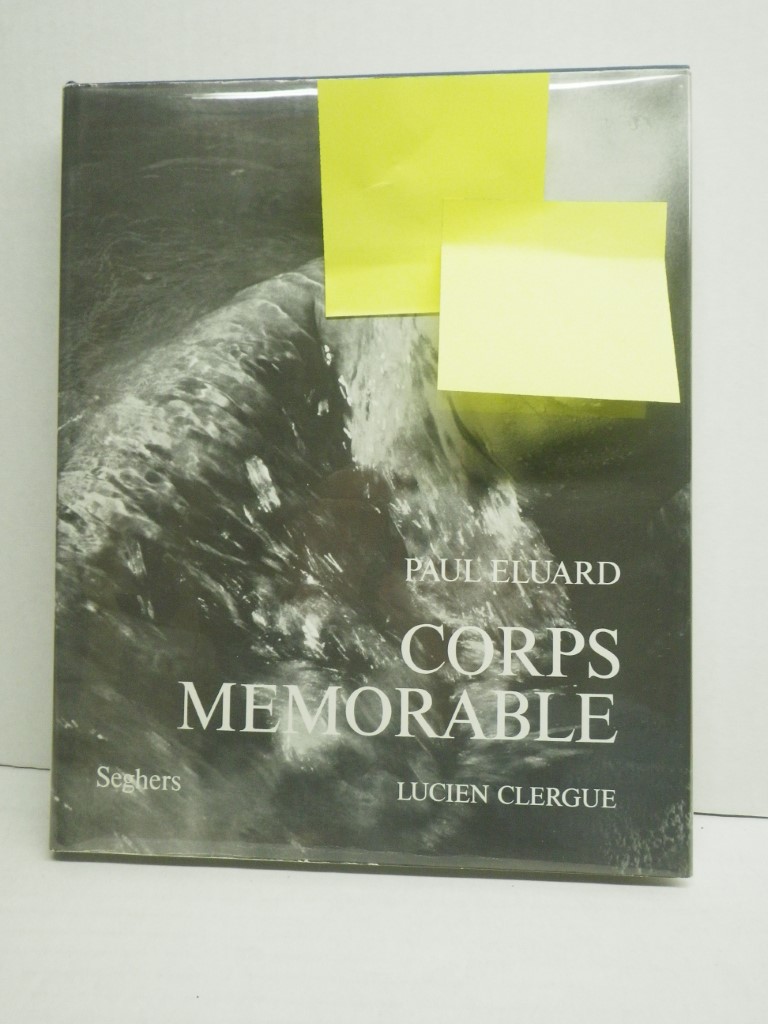 PAUL ELUARD
CORPS
MEMORABLE
Seghers
LUCIEN CLERGUE